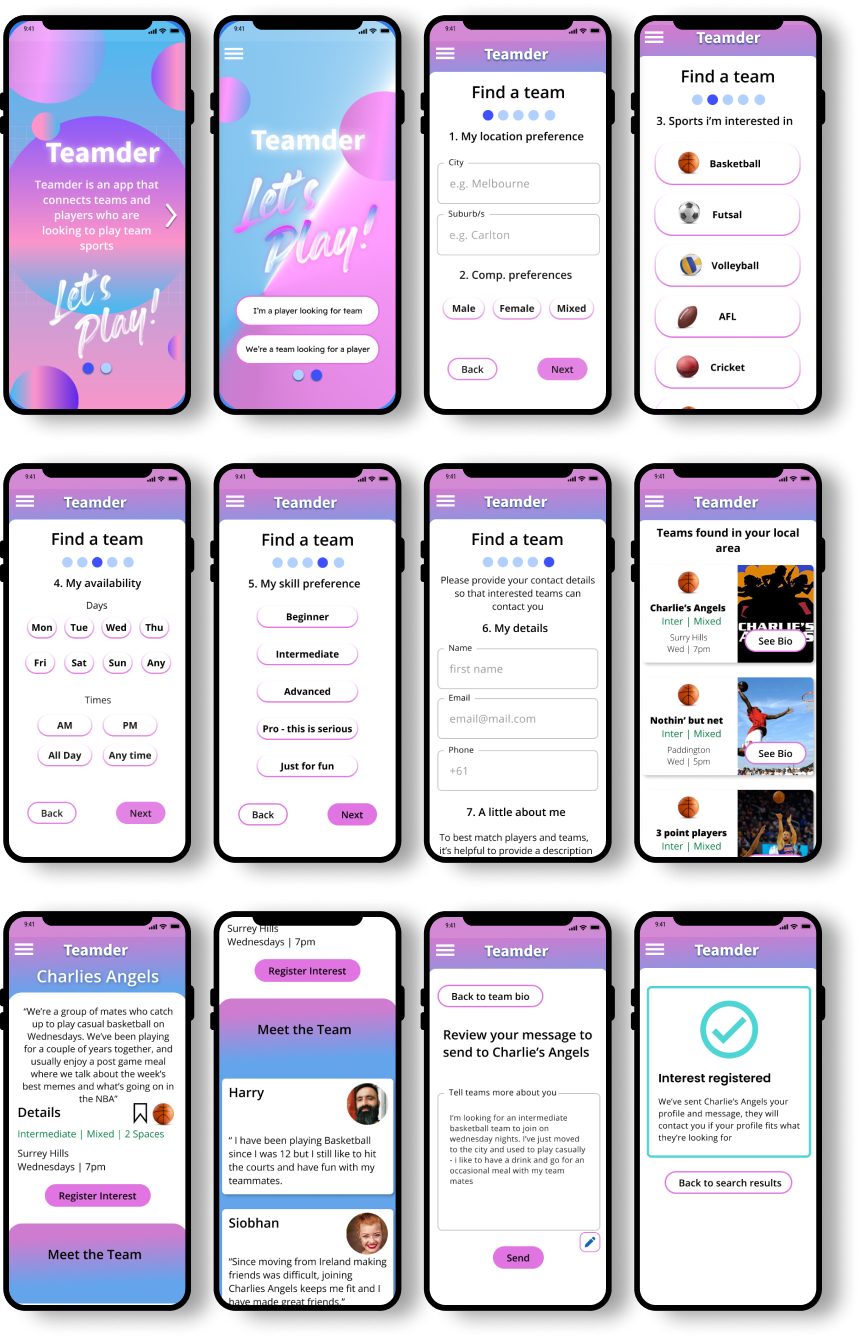 9:41
Teamder
Teamder is an app that
connects teams and
players who are
looking to play team
sports
Let's
Play!
9:41
Teamder
Let's
Play!
I'm a player looking for team
We're a team looking for a player
9:41
Teamder
Find a team
1. My location preference
City
e.g. Melbourne
Suburb/s
e.g. Carlton
2. Comp. preferences
Male Female Mixed
Back Next
9:41
Teamder
Find a team
3. Sports i'm interested in
Basketball
Futsal
Volleyball
AFL
Cricket
9:41
Teamder
Find a team
4. My availability
Days
Mon Tue Wed Thu
Fri Sat Sun Any
Times
AM PM
All Day Any time
Back Next
9:41
Teamder
Find a team
5. My skill preference
Beginner
Intermediate
Advanced
Pro - this is serious
Just for fun
Back Next
9:41
Teamder
Find a team
Please provide your contact details
so that interested teams can
contact you
6. My details
Name
first name
Email
email@mail.com
Phone
+61
7. A little about me
To best match players and teams,
it's helpful to provide a description
9:41
Teamder
Teams found in your local
area
Charlie's Angels
Inter | Mixed
Surry Hills
Wed | 7pm
CHARLIE'S
See Bio
Nothin' but net
Inter | Mixed
Paddington
Wed | 5pm
See Bio
3 point players
Inter | Mixed
9:41
Teamder
Charlies Angels
"We're a group of mates who catch
up to play casual basketball on
Wednesdays. We've been playing
for a couple of years together, and
usually enjoy a post game meal
where we talk about the week's
best memes and what's going on in
the NBA"
Details
Intermediate | Mixed | 2 Spaces
Surrey Hills
Wednesdays | 7pm
Register Interest
Meet the Team
Surrey Hills
Wednesdays | 7pm
Register Interest
Meet the Team
Harry
" I have been playing Basketball
since I was 12 but I still like to hit
the courts and have fun with my
teammates.
Siobhan
"Since moving from Ireland making
friends was difficult, joining
Charlies Angels keeps me fit and I
have made great friends."
9:41
Teamder
Back to team bio
Review your message to
send to Charlie's Angels
Tell teams more about you
I'm looking for an intermediate
basketball team to join on
wednesday nights. I've just moved
to the city and used to play casually
- i like to have a drink and go for an
occasional meal with my team
mates
Send
9:41
Teamder
Interest registered
We've sent Charlie's Angels your
profile and message, they will
contact you if your profile fits what
they're looking for
Back to search results